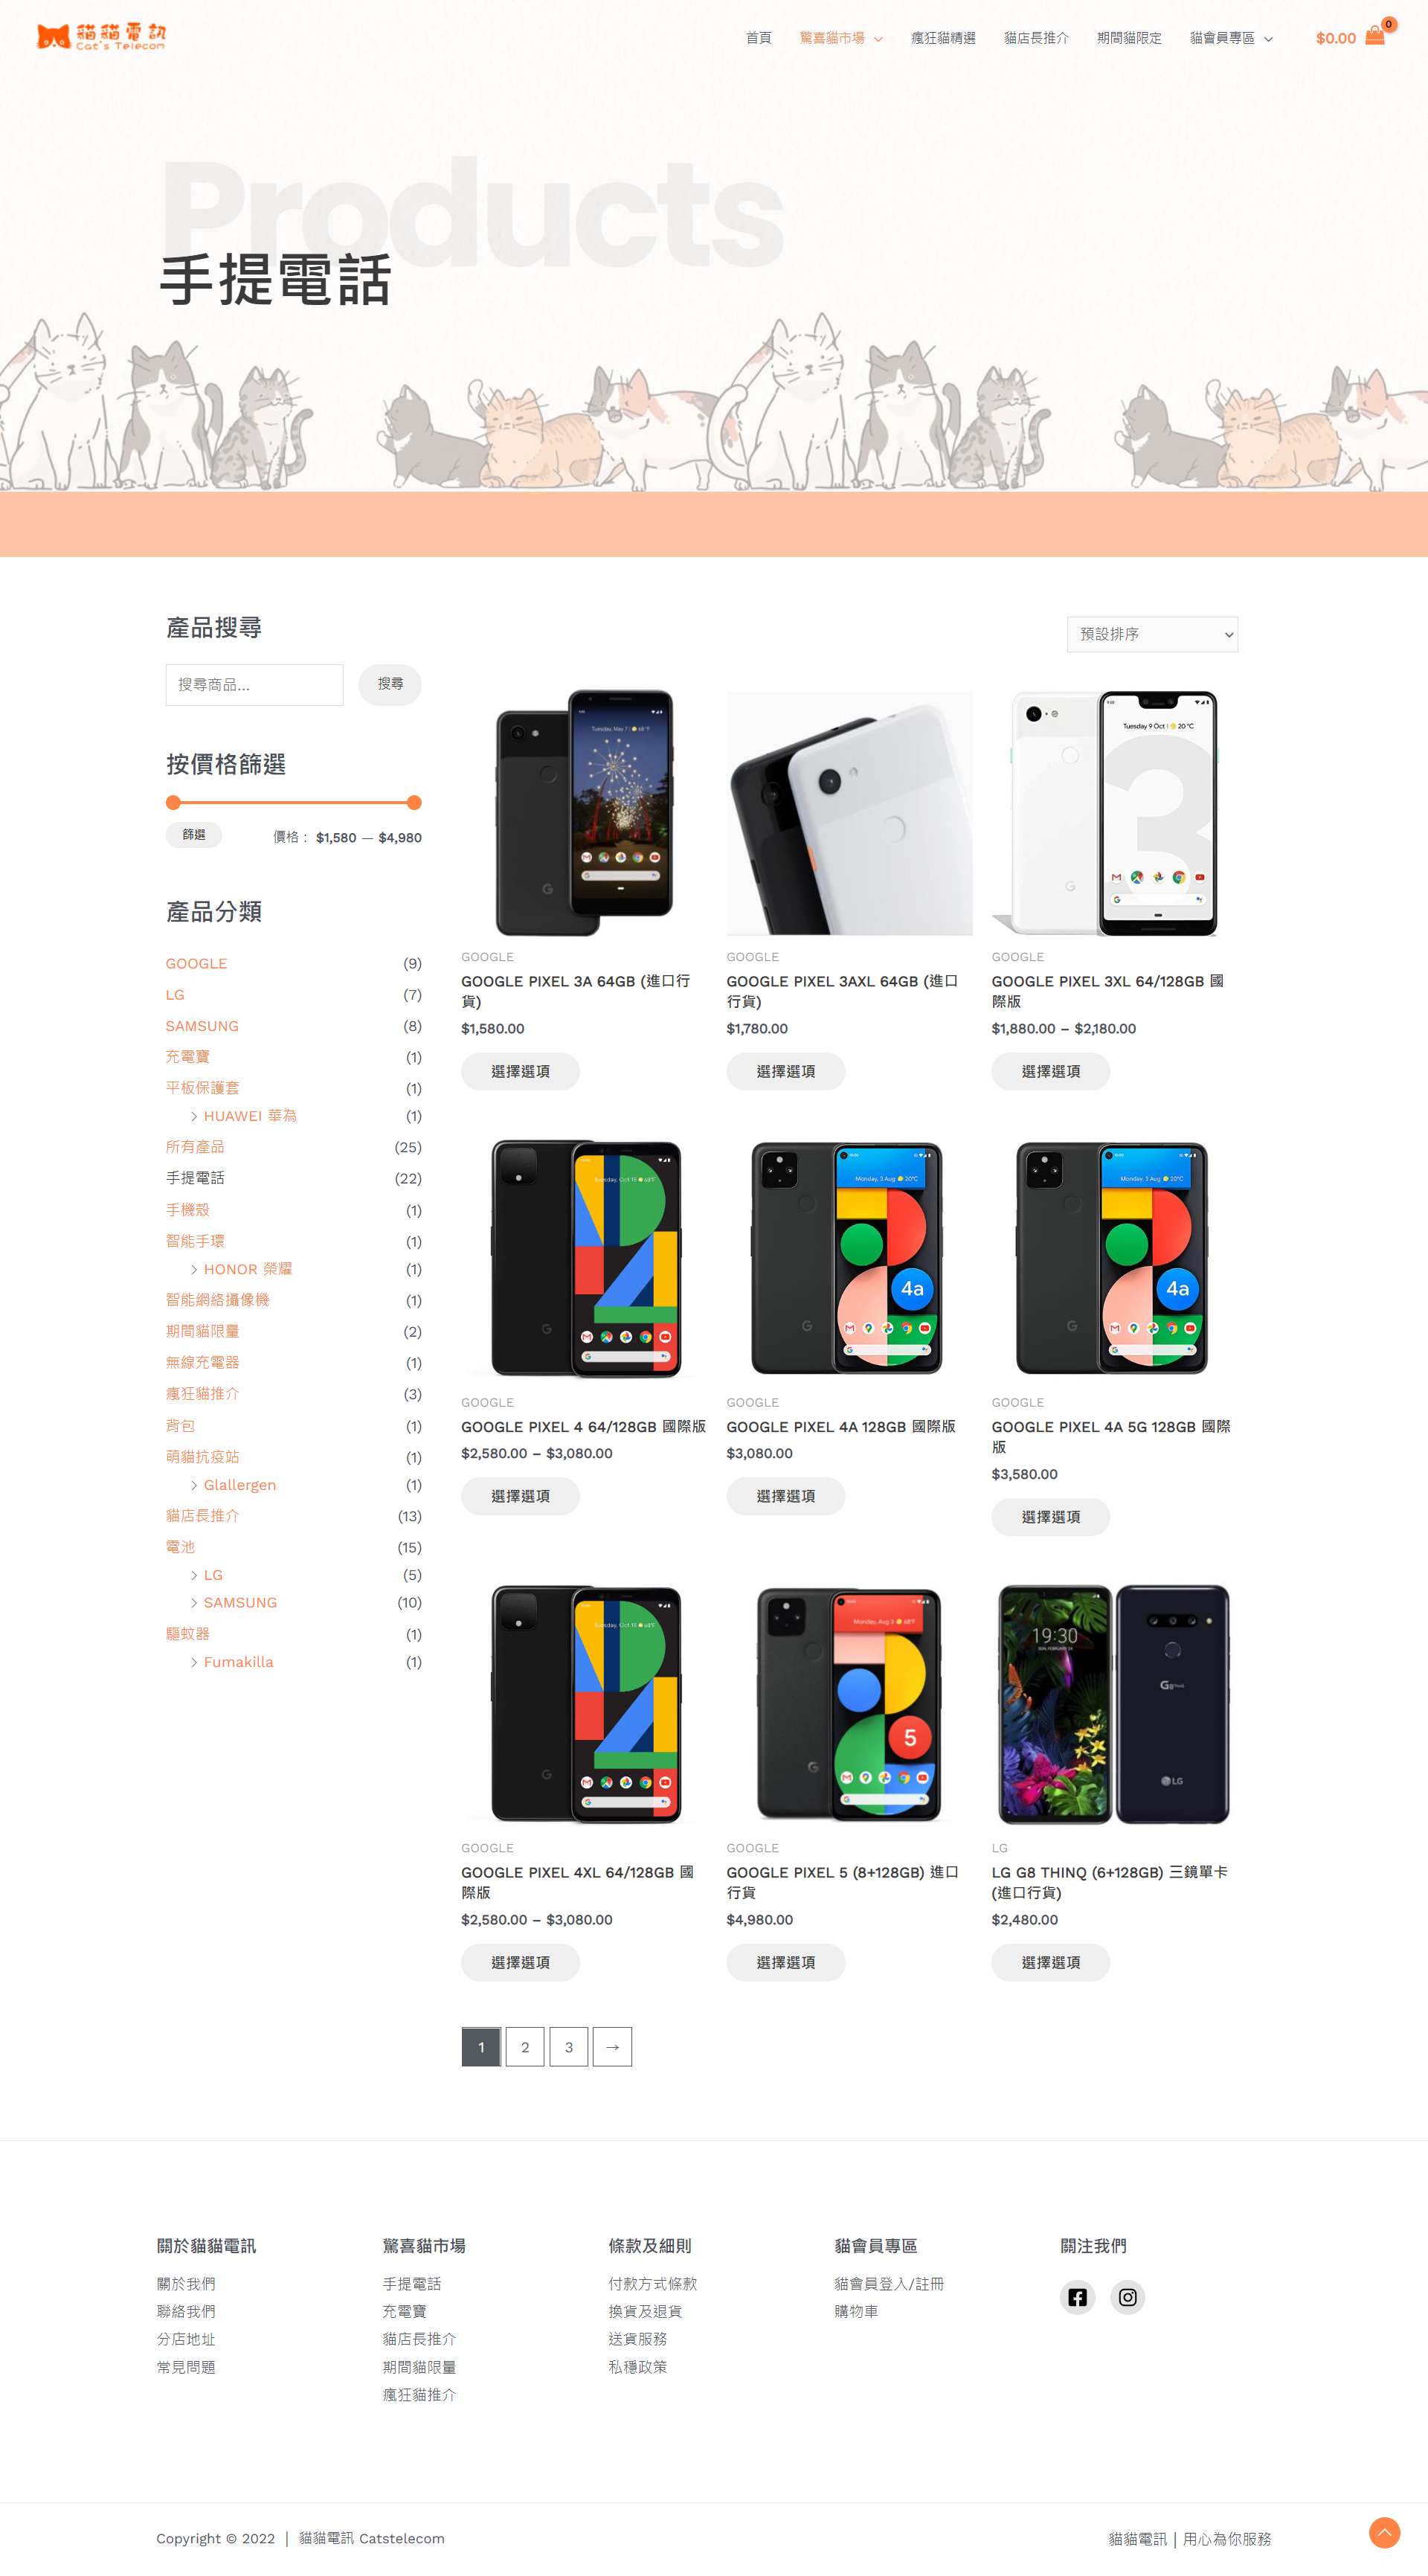 貓貓電訊
Cat's Telecom
首頁 驚喜貓市場 瘋狂貓精選 貓店長推介 期間貓限定 貓會員專區 $0.00 0
Products
手提電話
產品搜尋
搜尋商品... 搜尋
按價格篩選
篩選 價格： $1,580 — $4,980
產品分類
GOOGLE (9)
LG (7)
SAMSUNG (8)
充電寶 (1)
平板保護套 (1)
HUAWEI 華為 (1)
所有產品 (25)
手提電話 (22)
手機殼 (1)
智能手環 (1)
HONOR 榮耀 (1)
智能網絡攝像機 (1)
期間貓限量 (2)
無線充電器 (1)
瘋狂貓推介 (3)
背包 (1)
萌貓抗疫站 (1)
Glallergen (1)
貓店長推介 (13)
電池 (15)
LG (5)
SAMSUNG (10)
驅蚊器 (1)
Fumakilla (1)
預設排序
GOOGLE
GOOGLE PIXEL 3A 64GB (進口行
貨)
$1,580.00
選擇選項
GOOGLE
GOOGLE PIXEL 3AXL 64GB (進口
行貨)
$1,780.00
選擇選項
Tuesday 9 Oct | 20 °C
GOOGLE
GOOGLE PIXEL 3XL 64/128GB 國
際版
$1,880.00 – $2,180.00
選擇選項
GOOGLE
GOOGLE PIXEL 4 64/128GB 國際版
$2,580.00 – $3,080.00
選擇選項
Monday, 3 Aug 20°C
4a
GOOGLE
GOOGLE PIXEL 4A 128GB 國際版
$3,080.00
選擇選項
Monday, 3 Aug 20°C
4a
GOOGLE
GOOGLE PIXEL 4A 5G 128GB 國際
版
$3,580.00
選擇選項
GOOGLE
GOOGLE PIXEL 4XL 64/128GB 國
際版
$2,580.00 – $3,080.00
選擇選項
5
GOOGLE
GOOGLE PIXEL 5 (8+128GB) 進口
行貨
$4,980.00
選擇選項
19:30
G8 ThinQ
LG
LG
LG G8 THINQ (6+128GB) 三鏡單卡
(進口行貨)
$2,480.00
選擇選項
1 2 3 →
關於貓貓電訊
關於我們
聯絡我們
分店地址
常見問題
驚喜貓市場
手提電話
充電寶
貓店長推介
期間貓限量
瘋狂貓推介
條款及細則
付款方式條款
換貨及退貨
送貨服務
私穩政策
貓會員專區
貓會員登入/註冊
購物車
關注我們
Copyright © 2022 | 貓貓電訊 Catstelecom
貓貓電訊 | 用心為你服務